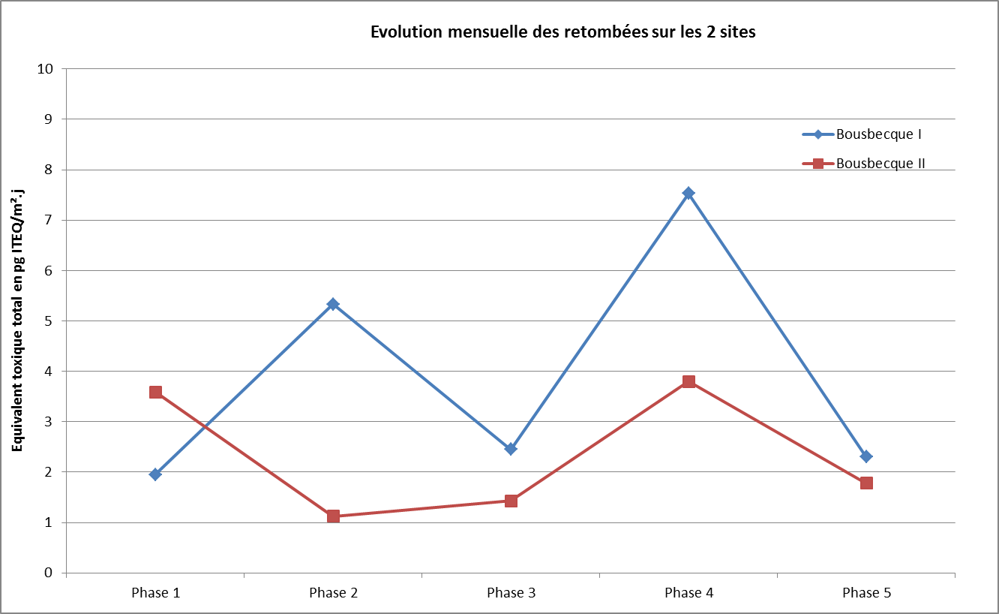 Evolution mensuelle des retombées sur les 2 sites
Equivalent toxique total en pg ITEQ/m².j
10
9
8
7
6
5
4
3
2
1
0
Bousbecque I
Bousbecque II
Phase 1
Phase 2
Phase 3
Phase 4
Phase 5